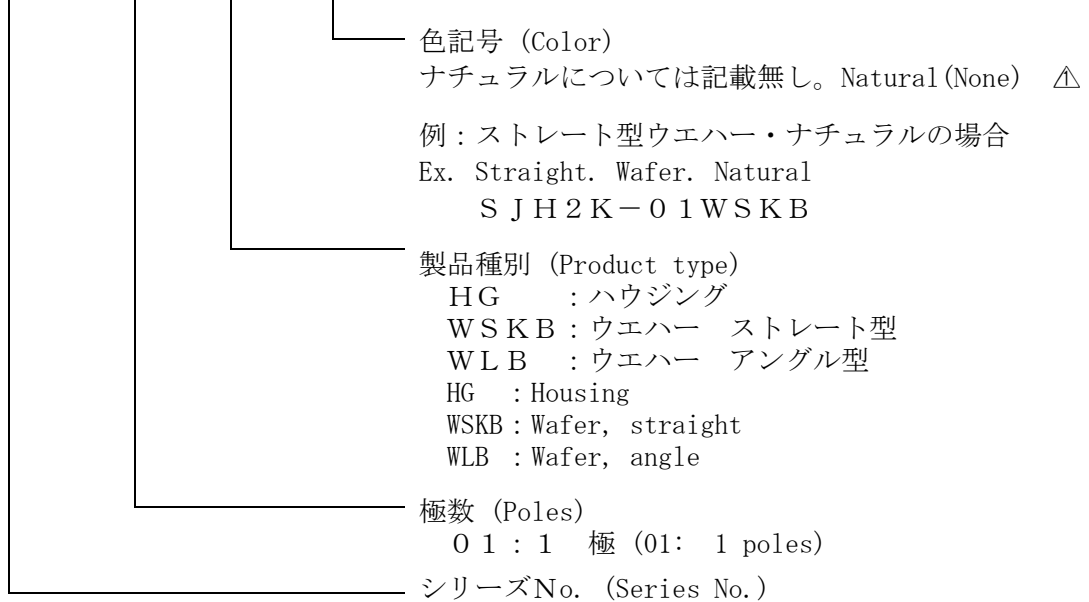 色記号 (Color)
ナチュラルについては記載無し。Natural(None) ⚠
例：ストレート型ウエハー・ナチュラルの場合
Ex. Straight. Wafer. Natural
ＳＪＨ２Ｋ－０１ＷＳＫＢ
製品種別 (Product type)
ＨＧ　　：ハウジング
ＷＳＫＢ：ウエハー　ストレート型
ＷＬＢ　：ウエハー　アングル型
HG　：Housing
WSKB：Wafer, straight
WLB ：Wafer, angle
極数 (Poles)
０１：１　極 (01:　1 poles)
シリーズNo. (Series No.)